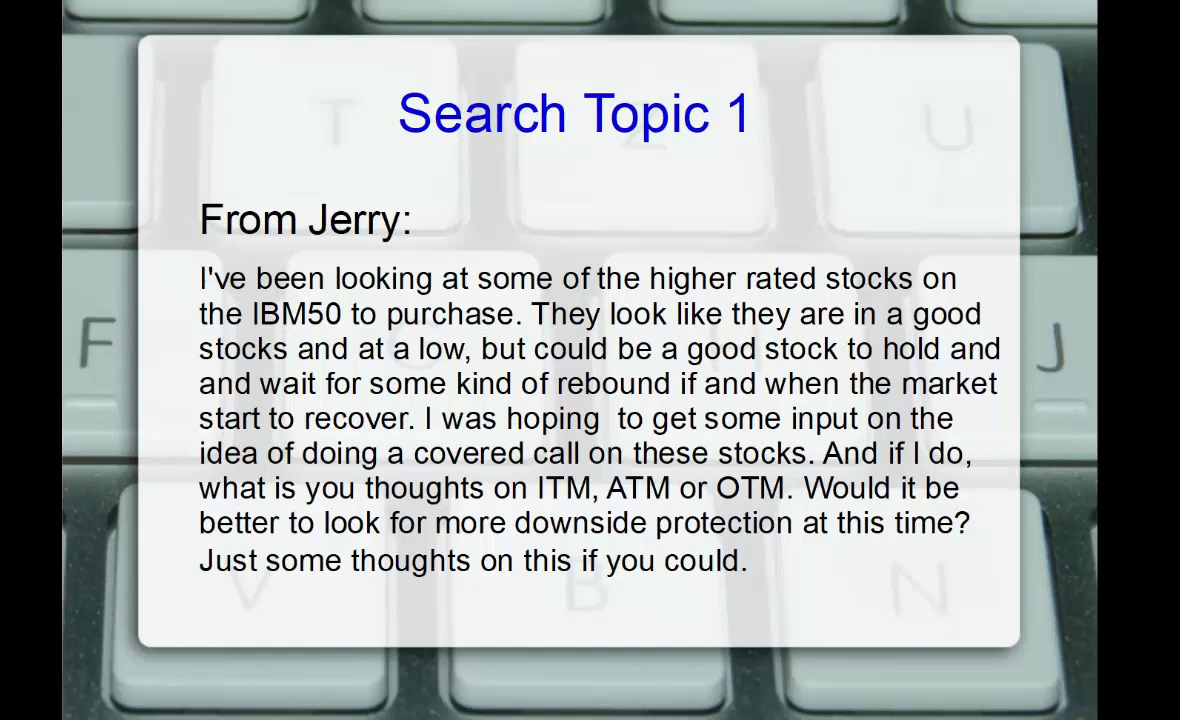 Search Topic 1
T
Z
U
From Jerry:
I've been looking at some of the higher rated stocks on
the IBM50 to purchase. They look like they are in a good
stocks and at a low, but could be a good stock to hold and
and wait for some kind of rebound if and when the market
start to recover. I was hoping  to get some input on the
idea of doing a covered call on these stocks. And if I do,
what is you thoughts on ITM, ATM or OTM. Would it be
better to look for more downside protection at this time?
Just some thoughts on this if you could.
F
G
J
V
B
N